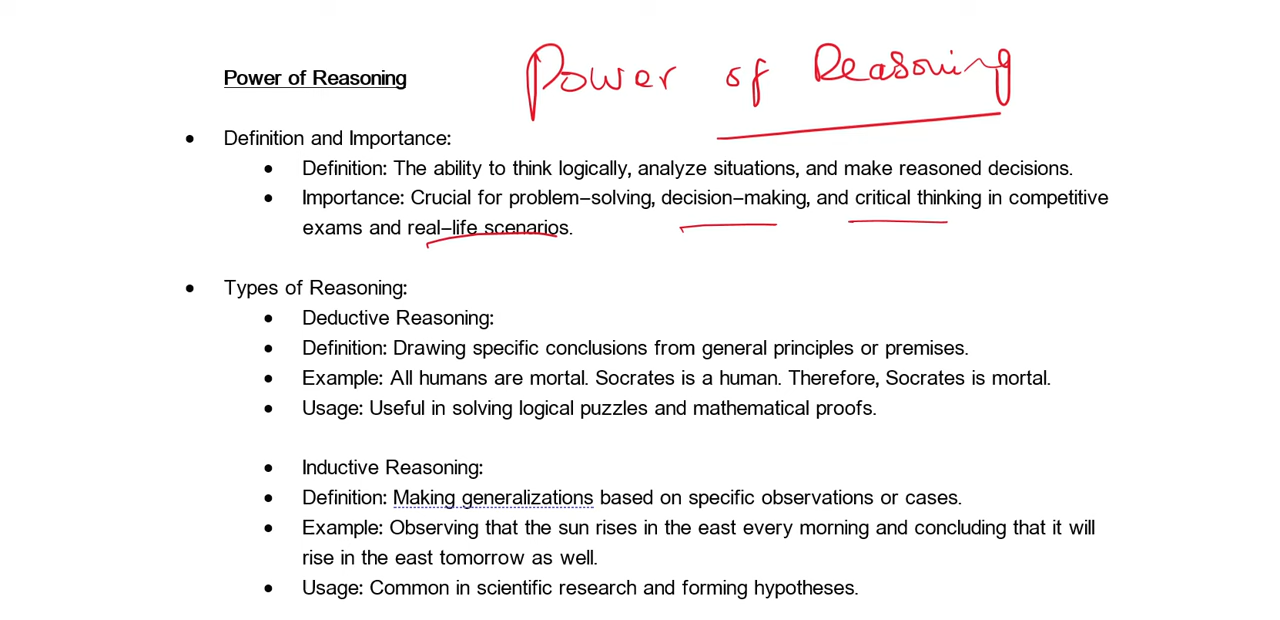 Power of Reasoning
Power of Reasoning
• Definition and Importance:
• Definition: The ability to think logically, analyze situations, and make reasoned decisions.
• Importance: Crucial for problem-solving, decision-making, and critical thinking in competitive
exams and real-life scenarios.
• Types of Reasoning:
• Deductive Reasoning:
• Definition: Drawing specific conclusions from general principles or premises.
• Example: All humans are mortal. Socrates is a human. Therefore, Socrates is mortal.
• Usage: Useful in solving logical puzzles and mathematical proofs.
• Inductive Reasoning:
• Definition: Making generalizations based on specific observations or cases.
• Example: Observing that the sun rises in the east every morning and concluding that it will
rise in the east tomorrow as well.
• Usage: Common in scientific research and forming hypotheses.